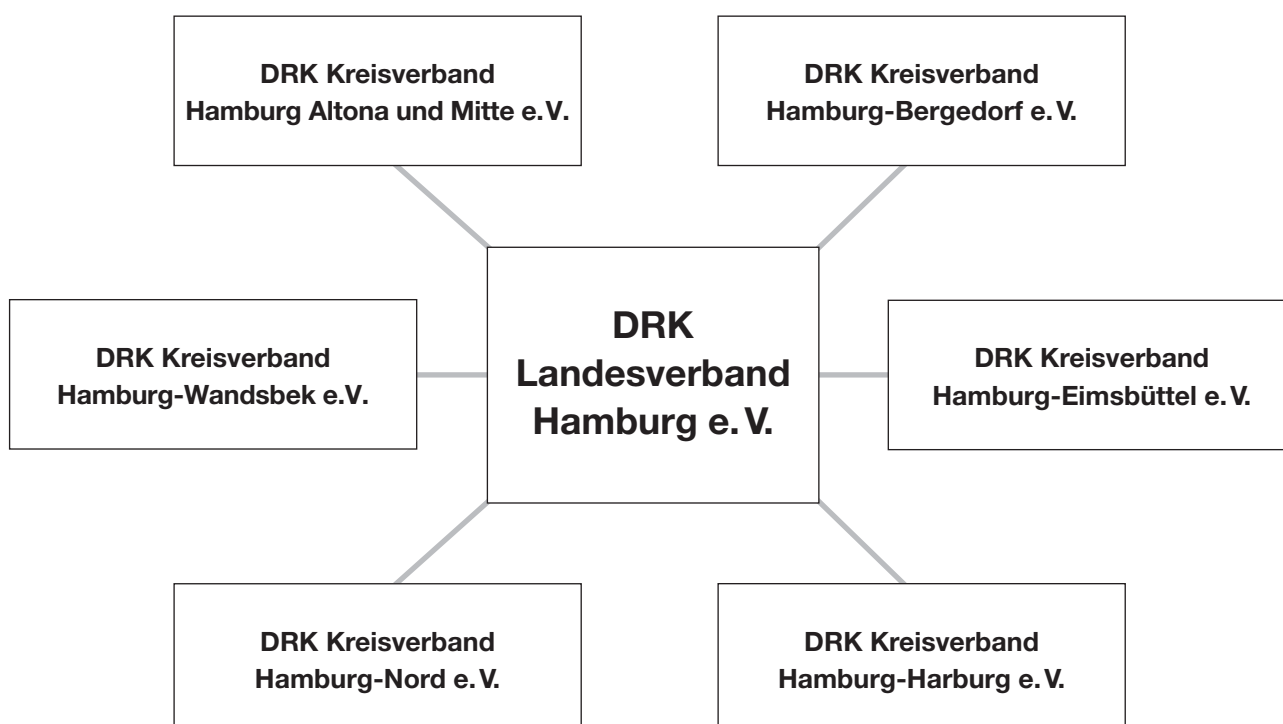 DRK Kreisverband
Hamburg Altona und Mitte e.V.
DRK Kreisverband
Hamburg-Bergedorf e.V.
DRK Kreisverband
Hamburg-Wandsbek e.V.
DRK
Landesverband
Hamburg e.V.
DRK Kreisverband
Hamburg-Eimsbüttel e.V.
DRK Kreisverband
Hamburg-Nord e.V.
DRK Kreisverband
Hamburg-Harburg e.V.